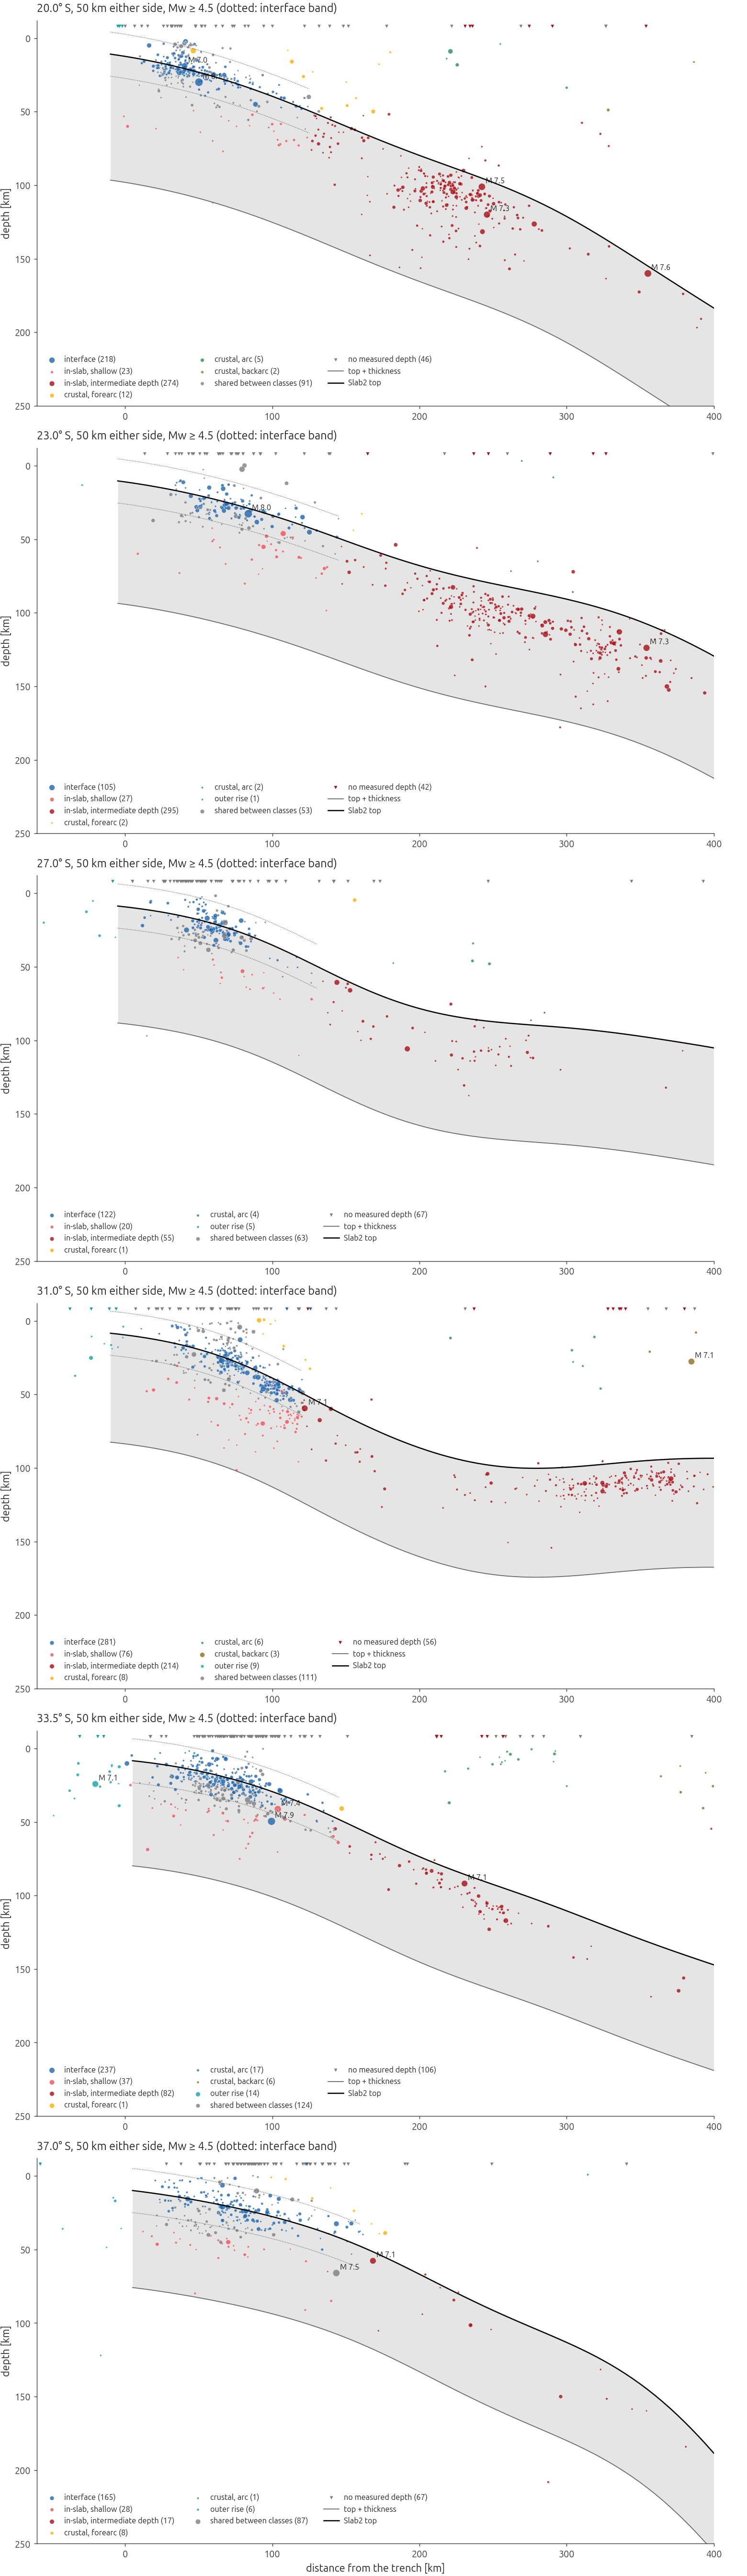 20.0° S, 50 km either side, Mw ≥ 4.5 (dotted: interface band)
0
50
100
150
200
250
depth [km]
M 7.0
M 7.5
M 7.3
M 7.6
interface (218)
in-slab, shallow (23)
in-slab, intermediate depth (274)
crustal, forearc (12)
crustal, arc (5)
crustal, backarc (2)
shared between classes (91)
no measured depth (46)
top + thickness
Slab2 top
0
100
200
300
400
23.0° S, 50 km either side, Mw ≥ 4.5 (dotted: interface band)
0
50
100
150
200
250
depth [km]
M 8.0
M 7.3
interface (105)
in-slab, shallow (27)
in-slab, intermediate depth (295)
crustal, forearc (2)
crustal, arc (2)
outer rise (1)
shared between classes (53)
no measured depth (42)
top + thickness
Slab2 top
0
100
200
300
400
27.0° S, 50 km either side, Mw ≥ 4.5 (dotted: interface band)
0
50
100
150
200
250
depth [km]
interface (122)
in-slab, shallow (20)
in-slab, intermediate depth (55)
crustal, forearc (1)
crustal, arc (4)
outer rise (5)
shared between classes (63)
no measured depth (67)
top + thickness
Slab2 top
0
100
200
300
400
31.0° S, 50 km either side, Mw ≥ 4.5 (dotted: interface band)
0
50
100
150
200
250
depth [km]
M 7.1
M 7.1
interface (281)
in-slab, shallow (76)
in-slab, intermediate depth (214)
crustal, forearc (8)
crustal, arc (6)
crustal, backarc (3)
outer rise (9)
shared between classes (111)
no measured depth (56)
top + thickness
Slab2 top
0
100
200
300
400
33.5° S, 50 km either side, Mw ≥ 4.5 (dotted: interface band)
0
50
100
150
200
250
depth [km]
M 7.1
M 7.4
M 7.9
M 7.1
interface (237)
in-slab, shallow (37)
in-slab, intermediate depth (82)
crustal, forearc (1)
crustal, arc (17)
crustal, backarc (6)
outer rise (14)
shared between classes (124)
no measured depth (106)
top + thickness
Slab2 top
0
100
200
300
400
37.0° S, 50 km either side, Mw ≥ 4.5 (dotted: interface band)
0
50
100
150
200
250
depth [km]
M 7.1
M 7.5
interface (165)
in-slab, shallow (28)
in-slab, intermediate depth (17)
crustal, forearc (8)
crustal, arc (1)
outer rise (6)
shared between classes (87)
no measured depth (67)
top + thickness
Slab2 top
0
100
200
300
400
distance from the trench [km]